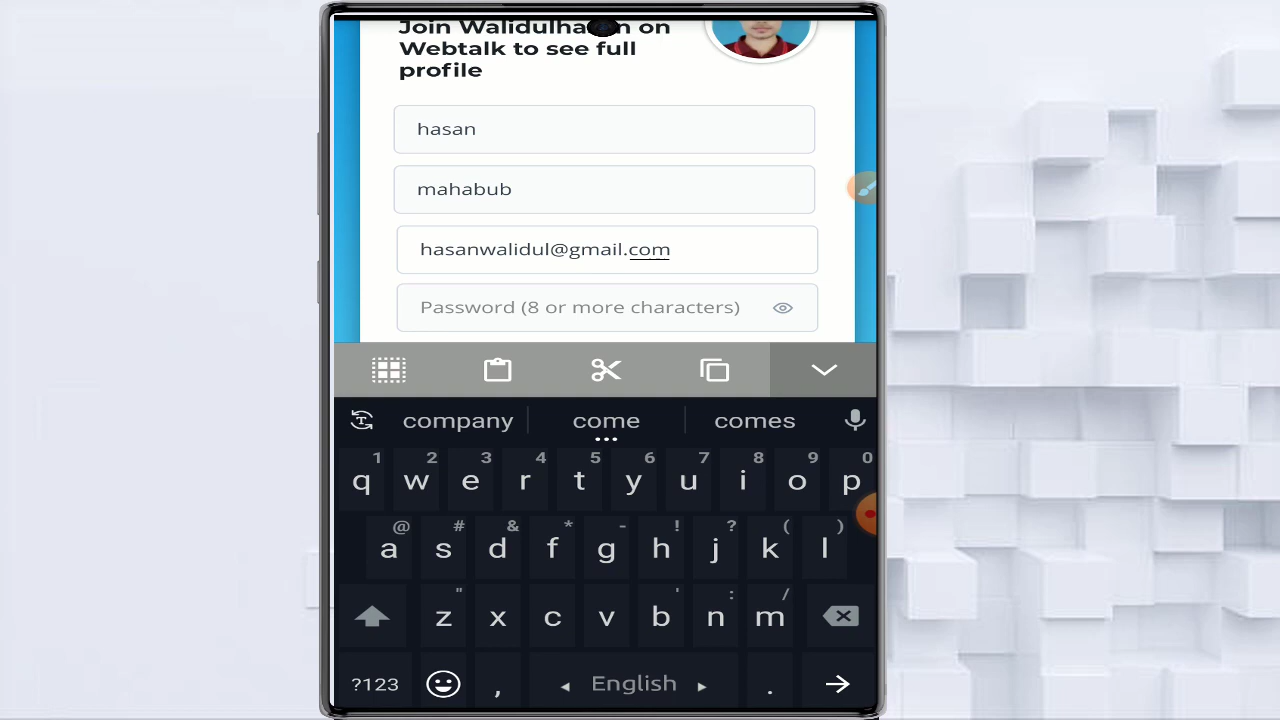 Join Walidulha n on
Webtalk to see full
profile
hasan
mahabub
hasanwalidul@gmail.com
Password (8 or more characters)
company come comes
1 2 3 4 5 6 7 8 9 0
q w e r t y u i o p
@ # & * - ! ? ( )
a s d f g h j k l
" ' : /
z x c v b n m
?123 , English .